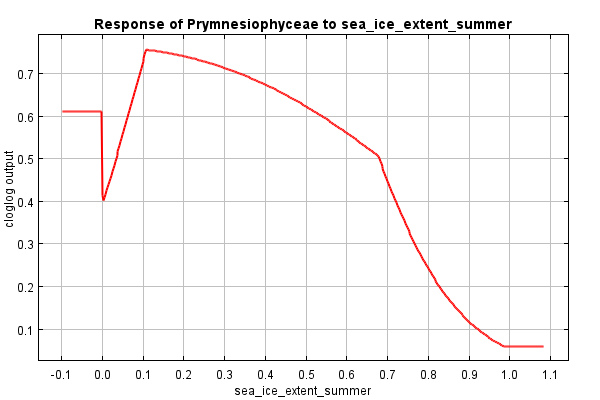 Response of Prymnesiophyceae to sea_ice_extent_summer
cloglog output
0.7
0.6
0.5
0.4
0.3
0.2
0.1
-0.1 0.0 0.1 0.2 0.3 0.4 0.5 0.6 0.7 0.8 0.9 1.0 1.1
sea_ice_extent_summer